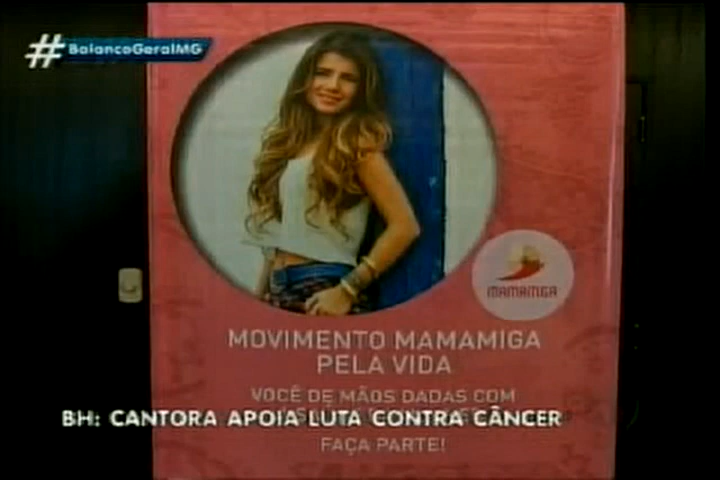 #BalancoGeralMG
MAMAMIGA
MOVIMENTO MAMAMIGA
PELA VIDA
VOCÊ DE MÃOS DADAS COM
BH: CANTORA APOIA LUTA CONTRA CÂNCER
FAÇA PARTE!